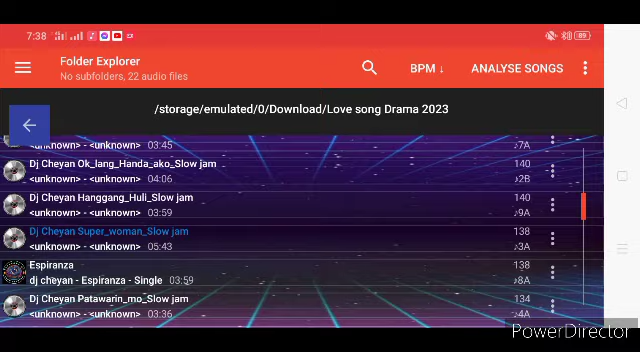 7:38
89
Folder Explorer
No subfolders, 22 audio files
BPM ↓
ANALYSE SONGS
/storage/emulated/0/Download/Love song Drama 2023
<unknown> - <unknown> 03:45
♪7A
Dj Cheyan Ok_lang_Handa_ako_Slow jam
140
<unknown> - <unknown> 04:06
♪2B
Dj Cheyan Hanggang_Huli_Slow jam
140
<unknown> - <unknown> 03:59
♪9A
Dj Cheyan Super_woman_Slow jam
138
<unknown> - <unknown> 05:43
♪3A
Espiranza
138
dj cheyan - Espiranza - Single 03:59
♪8A
Dj Cheyan Patawarin_mo_Slow jam
134
<unknown> - <unknown> 03:36
♪4A
PowerDirector